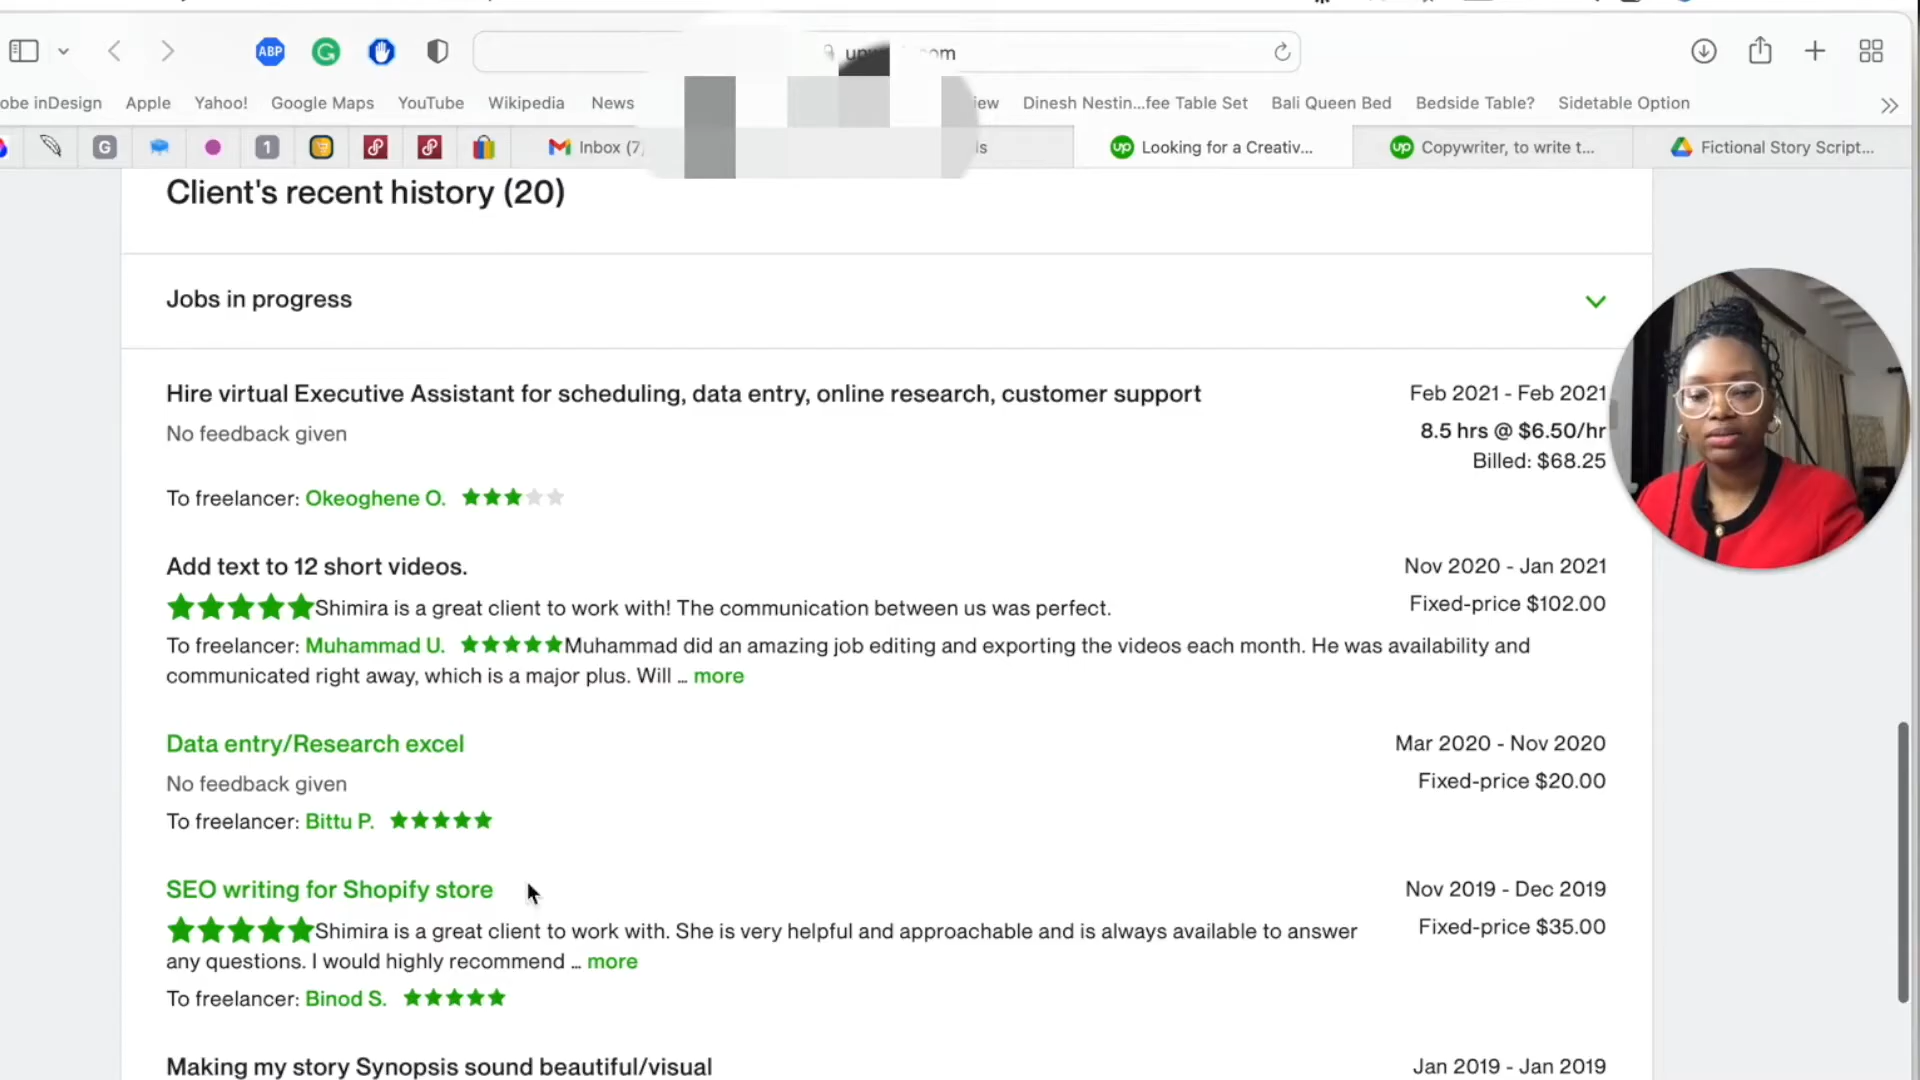 ABP
com
obe inDesign Apple Yahoo! Google Maps YouTube Wikipedia News iew Dinesh Nestin...fee Table Set Bali Queen Bed Bedside Table? Sidetable Option
G 1 Inbox (7, is up Looking for a Creativ... up Copywriter, to write t... Fictional Story Script...
Client's recent history (20)
Jobs in progress
Hire virtual Executive Assistant for scheduling, data entry, online research, customer support Feb 2021 - Feb 2021
No feedback given 8.5 hrs @ $6.50/hr
Billed: $68.25
To freelancer: Okeoghene O.
Add text to 12 short videos. Nov 2020 - Jan 2021
Shimira is a great client to work with! The communication between us was perfect. Fixed-price $102.00
To freelancer: Muhammad U. Muhammad did an amazing job editing and exporting the videos each month. He was availability and
communicated right away, which is a major plus. Will ... more
Data entry/Research excel Mar 2020 - Nov 2020
No feedback given Fixed-price $20.00
To freelancer: Bittu P.
SEO writing for Shopify store Nov 2019 - Dec 2019
Shimira is a great client to work with. She is very helpful and approachable and is always available to answer Fixed-price $35.00
any questions. I would highly recommend ... more
To freelancer: Binod S.
Making my story Synopsis sound beautiful/visual Jan 2019 - Jan 2019